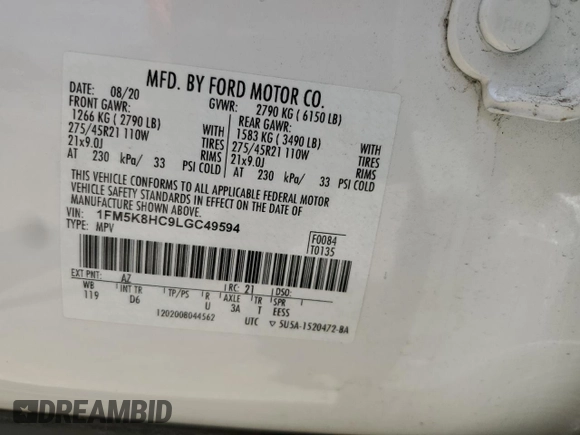 MFD. BY FORD MOTOR CO.
DATE: 08/20 GVWR: 2790 KG ( 6150 LB)
FRONT GAWR: REAR GAWR:
1266 KG ( 2790 LB) WITH 1583 KG ( 3490 LB) WITH
275/45R21 110W TIRES 275/45R21 110W TIRES
21x9.0J RIMS 21x9.0J RIMS
AT 230 kPa/ 33 PSI COLD AT 230 kPa/ 33 PSI COLD
THIS VEHICLE CONFORMS TO ALL APPLICABLE FEDERAL MOTOR
VEHICLE SAFETY STANDARDS IN EFFECT ON THE DATE OF
MANUFACTURE SHOWN ABOVE.
VIN: 1FM5K8HC9LGC49594 F0084
TYPE: MPV T0135
EXT PNT: AZ RC: 21 DSO:
WB INT TR TP/PS R AXLE TR SPR
119 D6 U 3A T EESS
1202008044562 UTC 5U5A-1520472-BA
DREAMBID